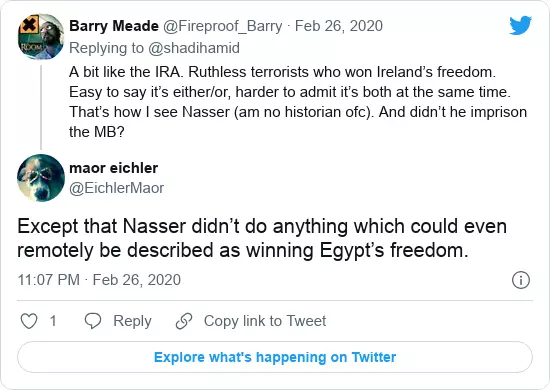 Barry Meade @Fireproof_Barry · Feb 26, 2020
Replying to @shadihamid
A bit like the IRA. Ruthless terrorists who won Ireland’s freedom.
Easy to say it’s either/or, harder to admit it’s both at the same time.
That’s how I see Nasser (am no historian ofc). And didn’t he imprison
the MB?
maor eichler
@EichlerMaor
Except that Nasser didn’t do anything which could even
remotely be described as winning Egypt’s freedom.
11:07 PM · Feb 26, 2020
1 Reply Copy link to Tweet
Explore what's happening on Twitter